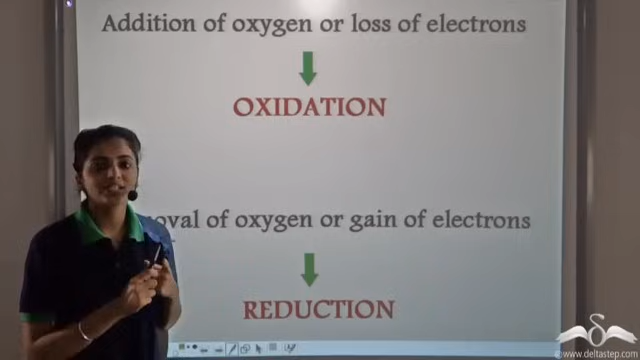 Addition of oxygen or loss of electrons
OXIDATION
oval of oxygen or gain of electrons
REDUCTION
©www.deltastep.com